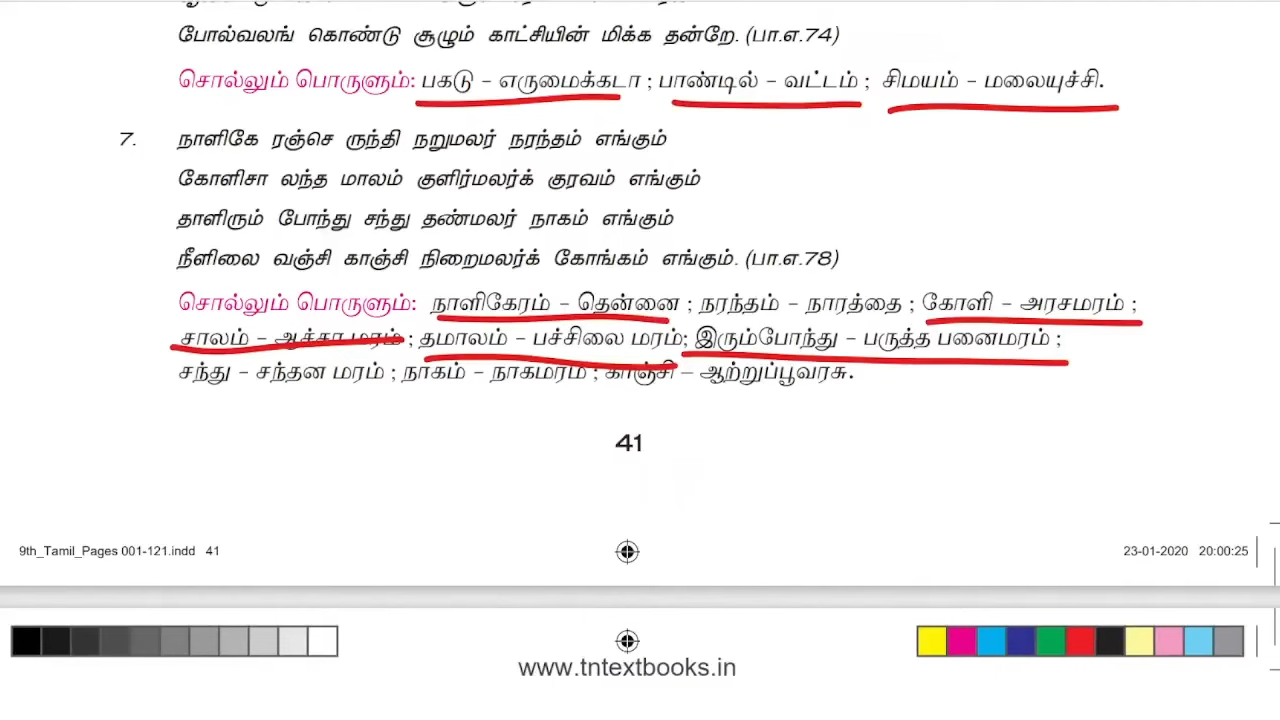 போல்வலங் கொண்டு சூழும் காட்சியின் மிக்க தன்றே. (பா.எ.74)
சொல்லும் பொருளும்: பகடு – எருமைக்கடா ; பாண்டில் – வட்டம் ; சிமயம் – மலையுச்சி.
7. நாளிகே ரஞ்செ ருந்தி நறுமலர் நரந்தம் எங்கும்
கோளிசா லந்த மாலம் குளிர்மலர்க் குரவம் எங்கும்
தாளிரும் போந்து சந்து தண்மலர் நாகம் எங்கும்
நீளிலை வஞ்சி காஞ்சி நிறைமலர்க் கோங்கம் எங்கும். (பா.எ.78)
சொல்லும் பொருளும்: நாளிகேரம் – தென்னை ; நரந்தம் – நாரத்தை ; கோளி – அரசமரம் ;
சாலம் – ஆச்சா மரம் ; தமாலம் – பச்சிலை மரம்; இரும்போந்து – பருத்த பனைமரம் ;
சந்து – சந்தன மரம் ; நாகம் – நாகமரம் ; காஞ்சி – ஆற்றுப்பூவரசு.
41
9th_Tamil_Pages 001-121.indd 41
23-01-2020 20:00:25
www.tntextbooks.in